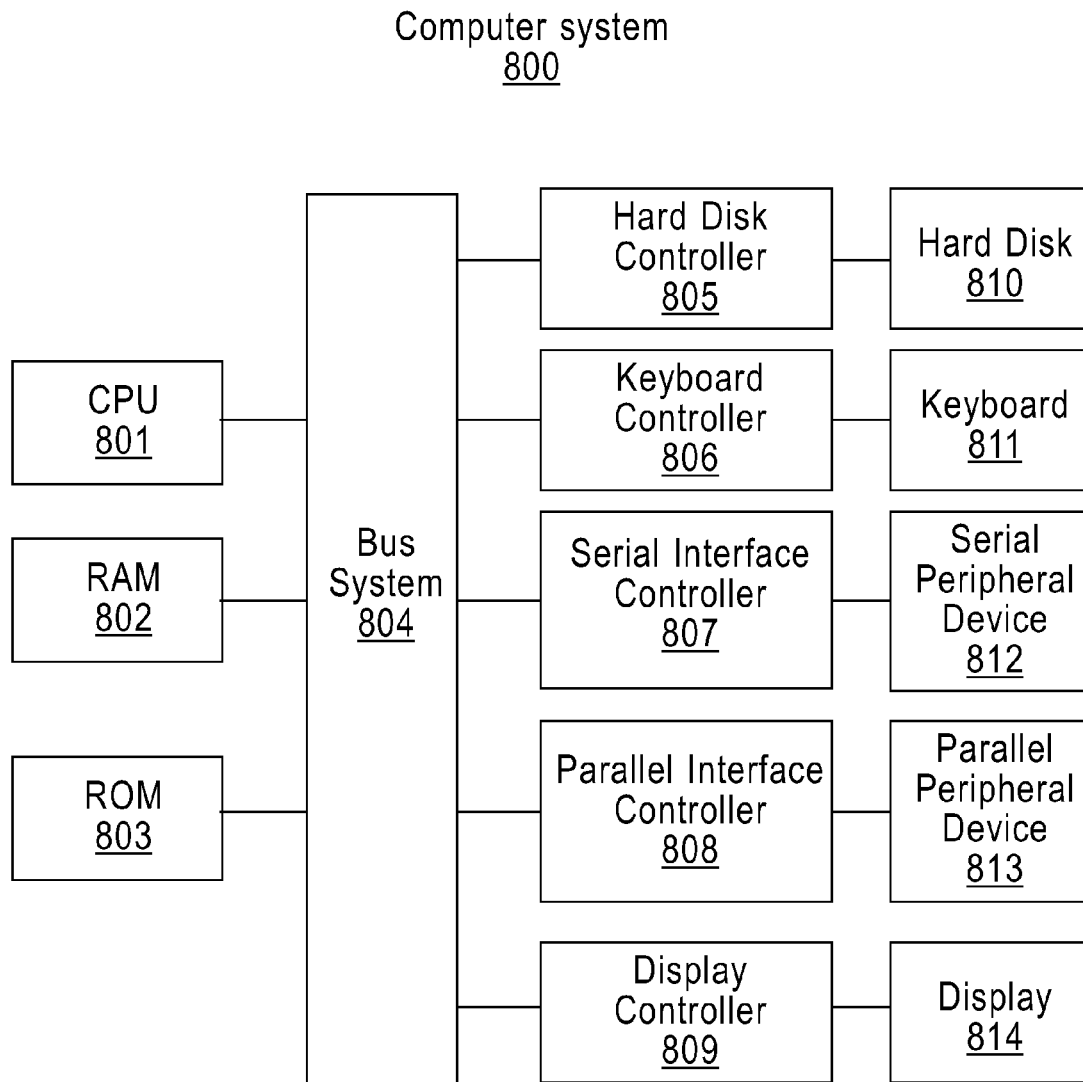 Computer system
800
Hard Disk
Controller
805
Hard Disk
810
CPU
801
Keyboard
Controller
806
Keyboard
811
RAM
802
Bus
System
804
Serial Interface
Controller
807
Serial
Peripheral
Device
812
ROM
803
Parallel Interface
Controller
808
Parallel
Peripheral
Device
813
Display
Controller
809
Display
814